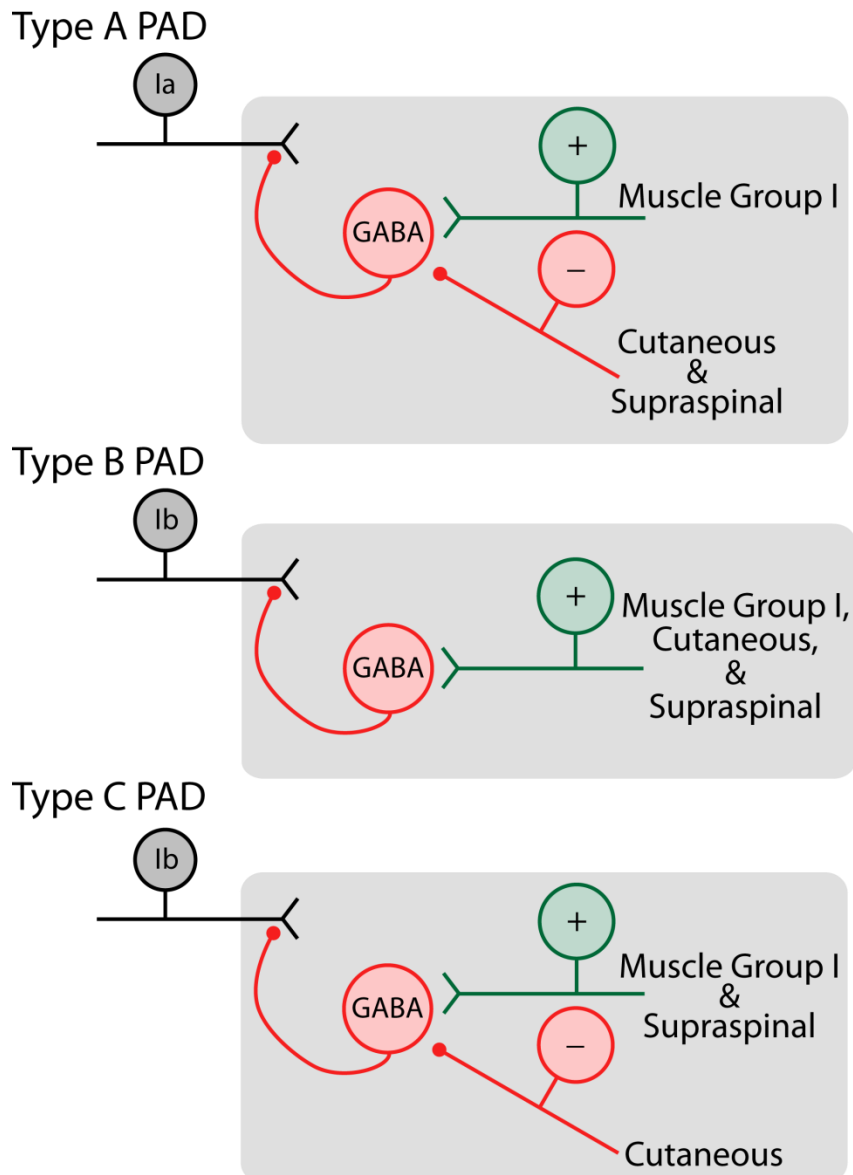 Type A PAD
Ia
+
Muscle Group I
GABA
−
Cutaneous
&
Supraspinal
Type B PAD
Ib
+
Muscle Group I,
Cutaneous,
&
Supraspinal
GABA
Type C PAD
Ib
+
Muscle Group I
&
Supraspinal
GABA
−
Cutaneous